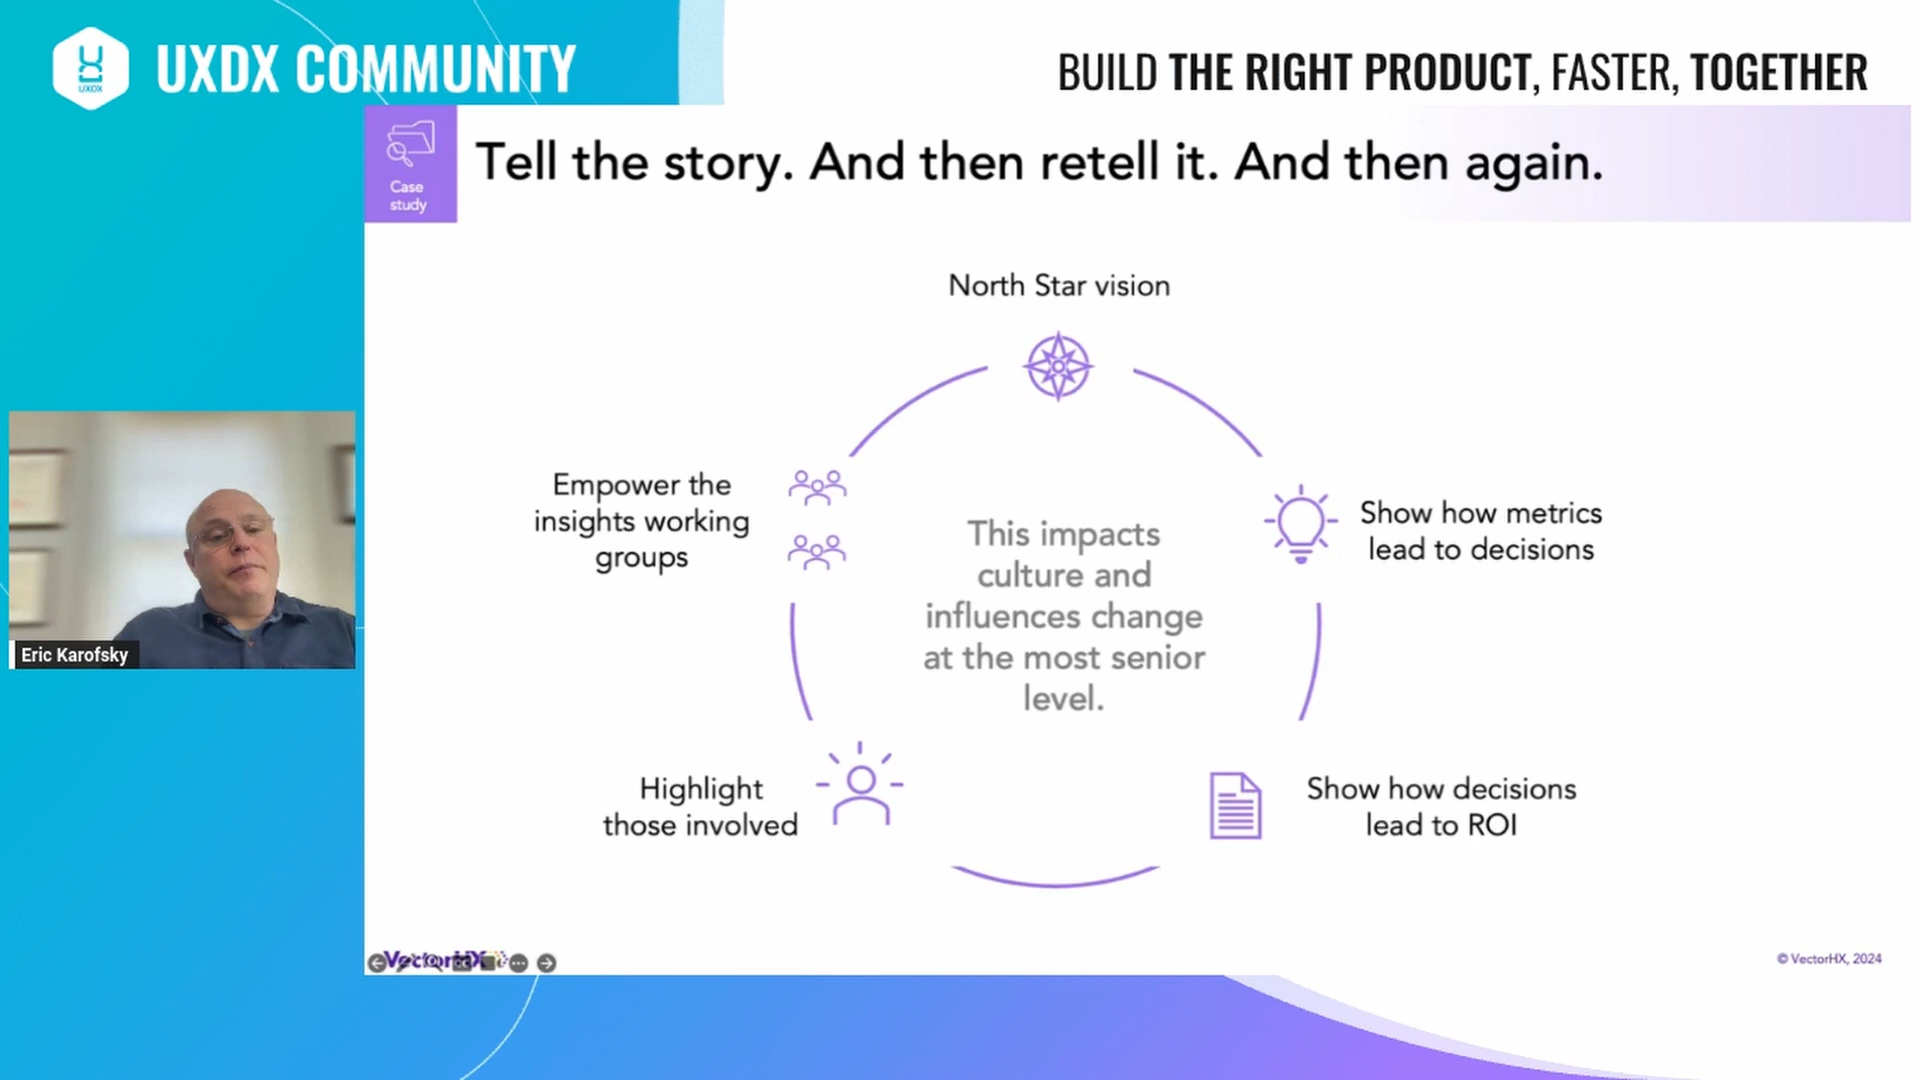 UXDX
UXDX COMMUNITY
BUILD THE RIGHT PRODUCT, FASTER, TOGETHER
Case
study
Tell the story. And then retell it. And then again.
North Star vision
Empower the
insights working
groups
Show how metrics
lead to decisions
This impacts
culture and
influences change
at the most senior
level.
Highlight
those involved
Show how decisions
lead to ROI
Eric Karofsky
VectorHX
© VectorHX, 2024